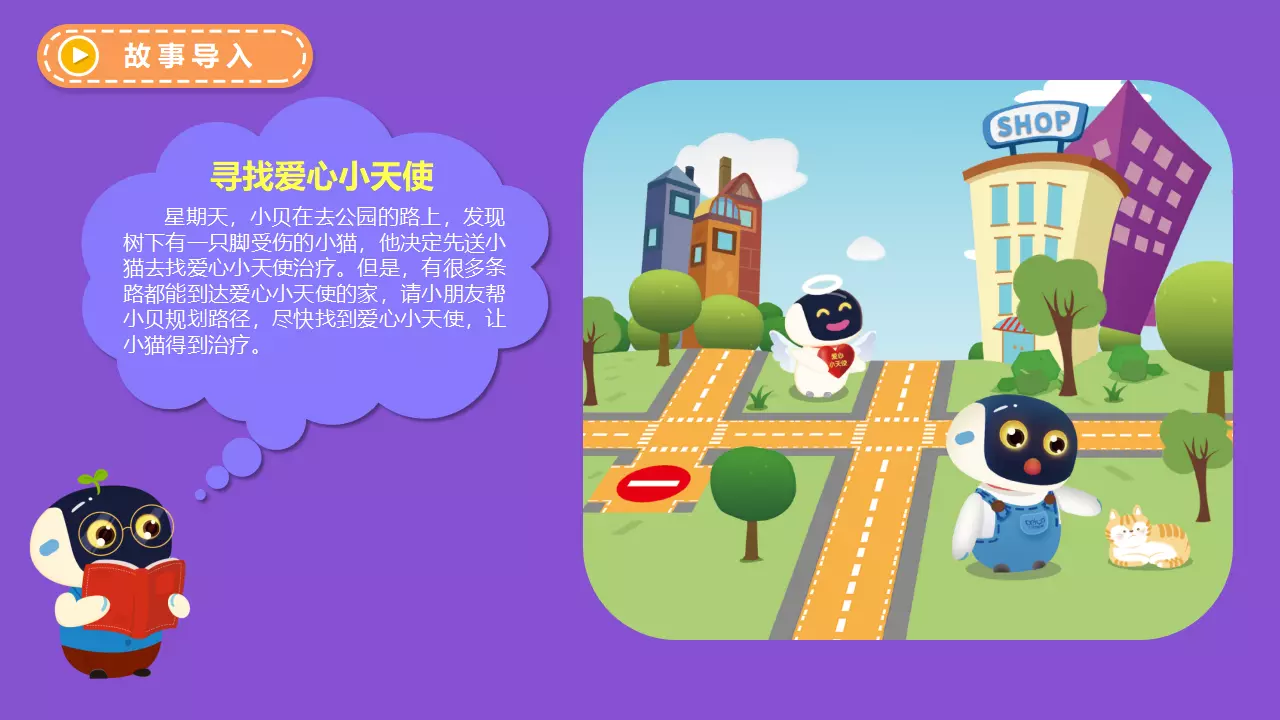 故事导入
寻找爱心小天使
星期天，小贝在去公园的路上，发现
树下有一只脚受伤的小猫，他决定先送小
猫去找爱心小天使治疗。但是，有很多条
路都能到达爱心小天使的家，请小朋友帮
小贝规划路径，尽快找到爱心小天使，让
小猫得到治疗。
SHOP
爱心
小天使